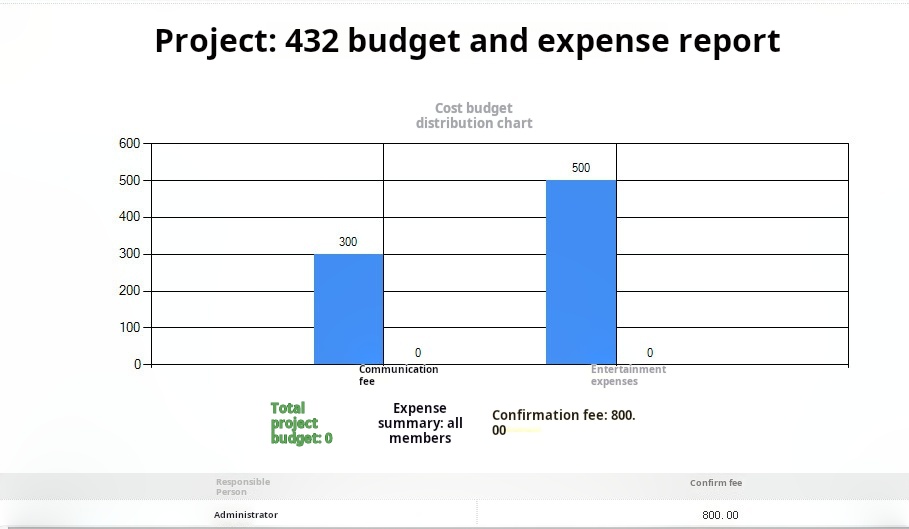 Project: 432 budget and expense report
Cost budget
distribution chart
600
500
400
300
200
100
0
300
0
500
0
Communication
fee
Entertainment
expenses
Total
project
budget: 0
Expense
summary: all
members
Confirmation fee: 800.
00
Responsible
Person
Confirm fee
Administrator
800. 00